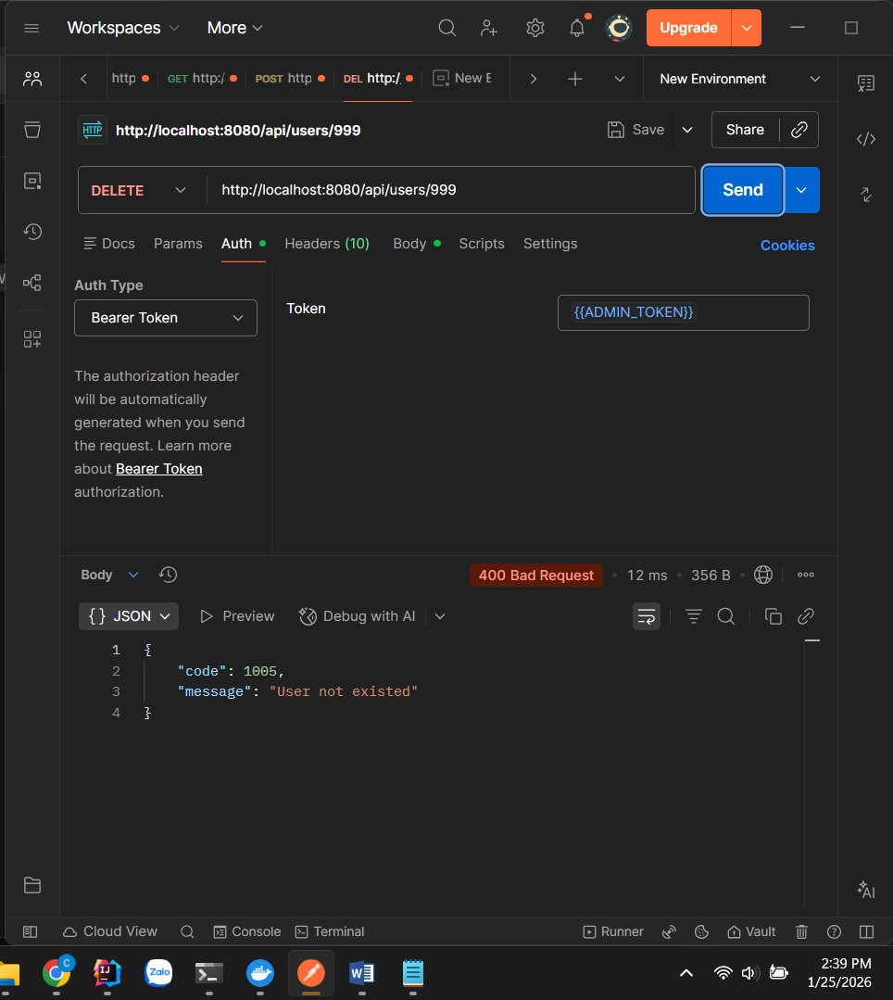 Workspaces More Upgrade
http GET http:/ POST http DEL http:/ New E New Environment
HTTP http://localhost:8080/api/users/999 Save Share
DELETE http://localhost:8080/api/users/999 Send
Docs Params Auth Headers (10) Body Scripts Settings Cookies
Auth Type
Bearer Token
Token {{ADMIN_TOKEN}}
The authorization header
will be automatically
generated when you send
the request. Learn more
about Bearer Token
authorization.
Body 400 Bad Request 12 ms 356 B
{ } JSON Preview Debug with AI
1 {
2 "code": 1005,
3 "message": "User not existed"
4 }
AI
Cloud View Console Terminal Runner Vault
C IJ Zalo W
2:39 PM
1/25/2026